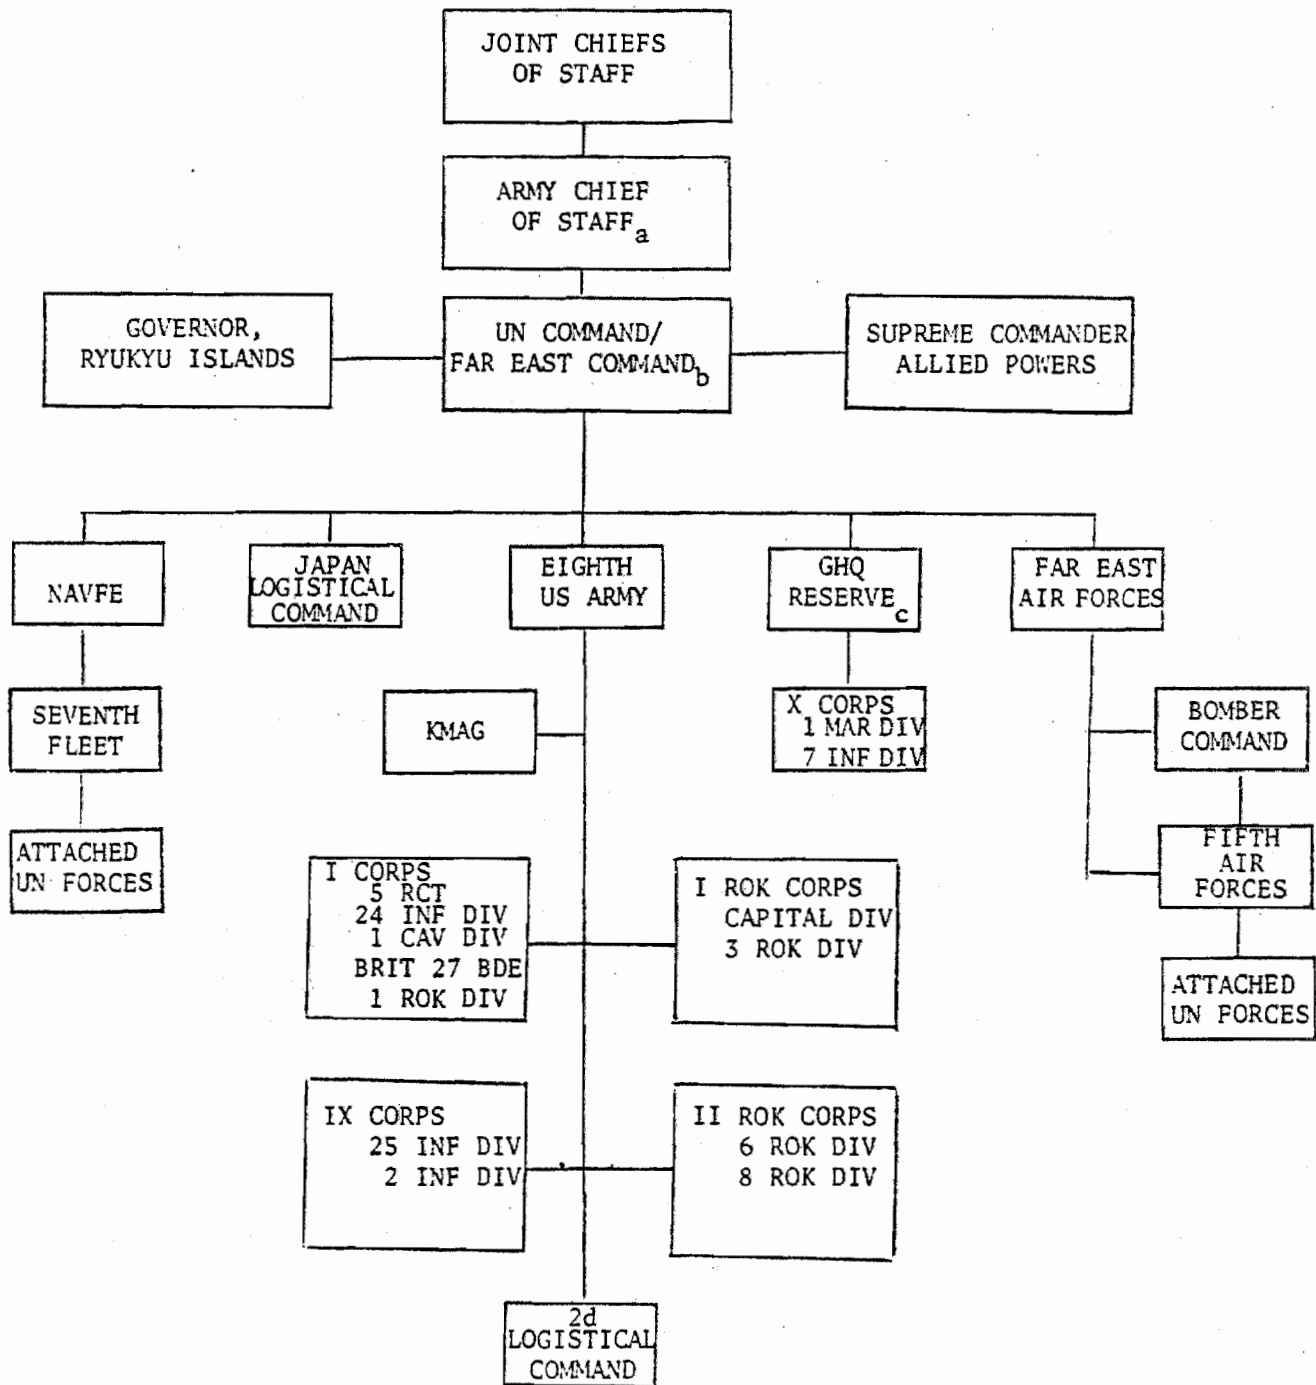 JOINT CHIEFS
OF STAFF
ARMY CHIEF
OF STAFF a
GOVERNOR,
RYUKYU ISLANDS
UN COMMAND/
FAR EAST COMMAND b
SUPREME COMMANDER
ALLIED POWERS
NAVFE
JAPAN
LOGISTICAL
COMMAND
EIGHTH
US ARMY
GHQ
RESERVE c
FAR EAST
AIR FORCES
SEVENTH
FLEET
KMAG
X CORPS
1 MAR DIV
7 INF DIV
BOMBER
COMMAND
ATTACHED
UN FORCES
I CORPS
5 RCT
24 INF DIV
1 CAV DIV
BRIT 27 BDE
1 ROK DIV
I ROK CORPS
CAPITAL DIV
3 ROK DIV
FIFTH
AIR
FORCES
ATTACHED
UN FORCES
IX CORPS
25 INF DIV
2 INF DIV
II ROK CORPS
6 ROK DIV
8 ROK DIV
2d
LOGISTICAL
COMMAND